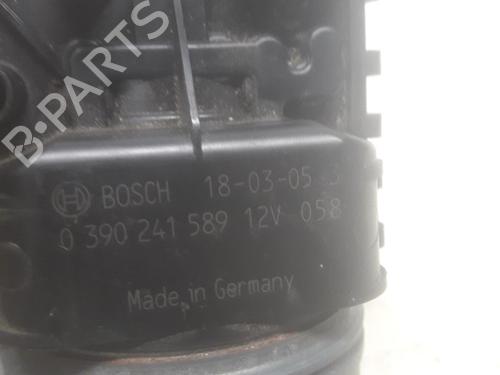 B-PARTS
BOSCH 18-03-05
0 390 241 589 12V 058
Made in Germany